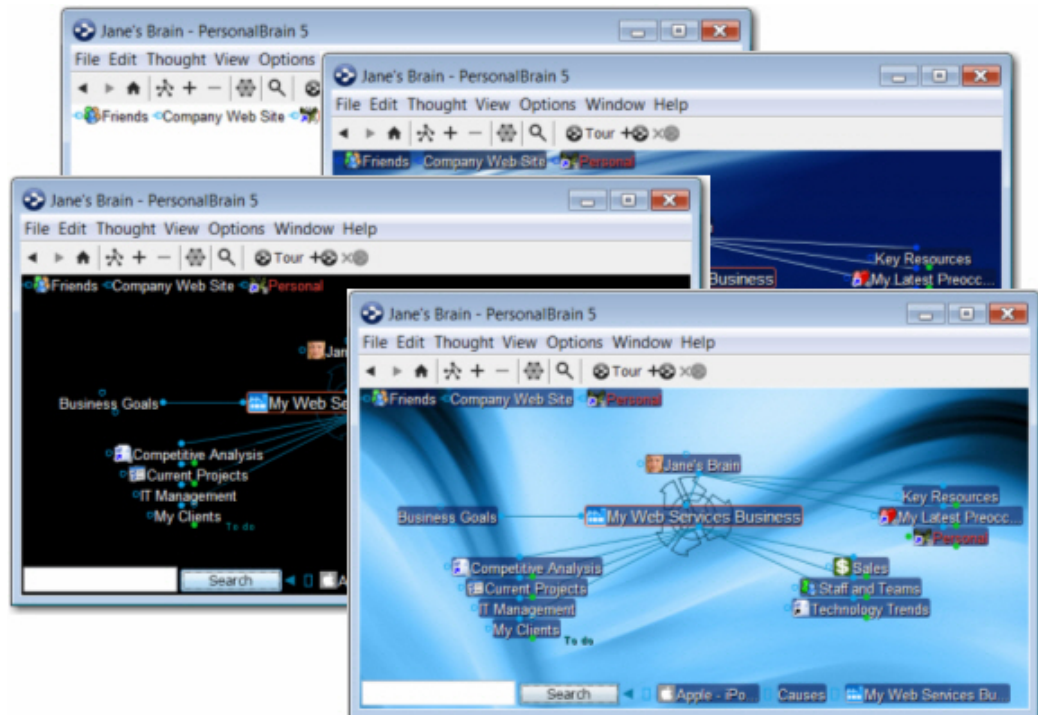 Jane's Brain - PersonalBrain 5
File Edit Thought View Options
Friends Company Web Site
Jane's Brain - PersonalBrain 5
File Edit Thought View Options Window Help
Tour
Friends Company Web Site Personal
Key Resources
Business My Latest Preocc...
Jane's Brain - PersonalBrain 5
File Edit Thought View Options Window Help
Tour
Friends Company Web Site Personal
Business Goals
Competitive Analysis
Current Projects
IT Management
My Clients
To do
Search
Jane's Brain - PersonalBrain 5
File Edit Thought View Options Window Help
Tour
Friends Company Web Site Personal
Jane's Brain
Key Resources
Business Goals My Web Services Business My Latest Preocc...
Personal
Competitive Analysis Sales
Current Projects Staff and Teams
IT Management Technology Trends
My Clients
To do
Search Apple - iPo... Causes My Web Services Bu...